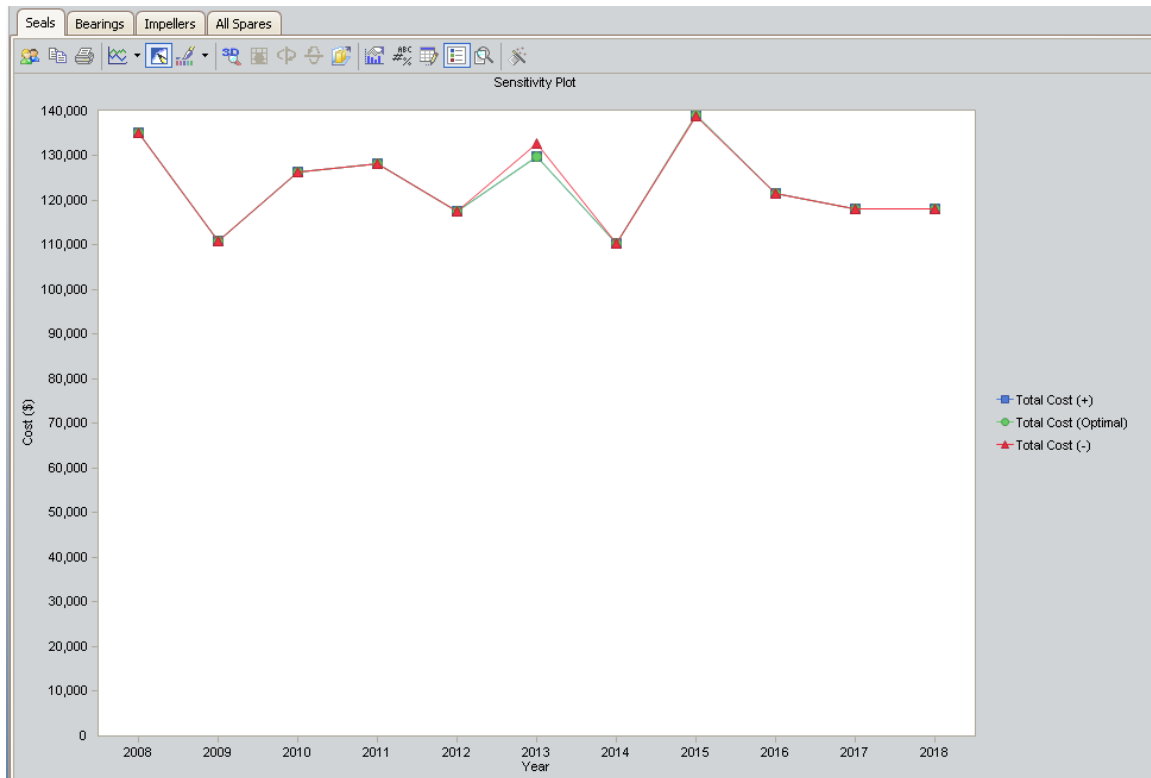 Seals Bearings Impellers All Spares
3D ABC
#%
Sensitivity Plot
140,000
130,000
120,000
110,000
100,000
90,000
80,000
70,000
60,000
50,000
40,000
30,000
20,000
10,000
0
Cost ($)
2008 2009 2010 2011 2012 2013 2014 2015 2016 2017 2018
Year
Total Cost (+)
Total Cost (Optimal)
Total Cost (-)